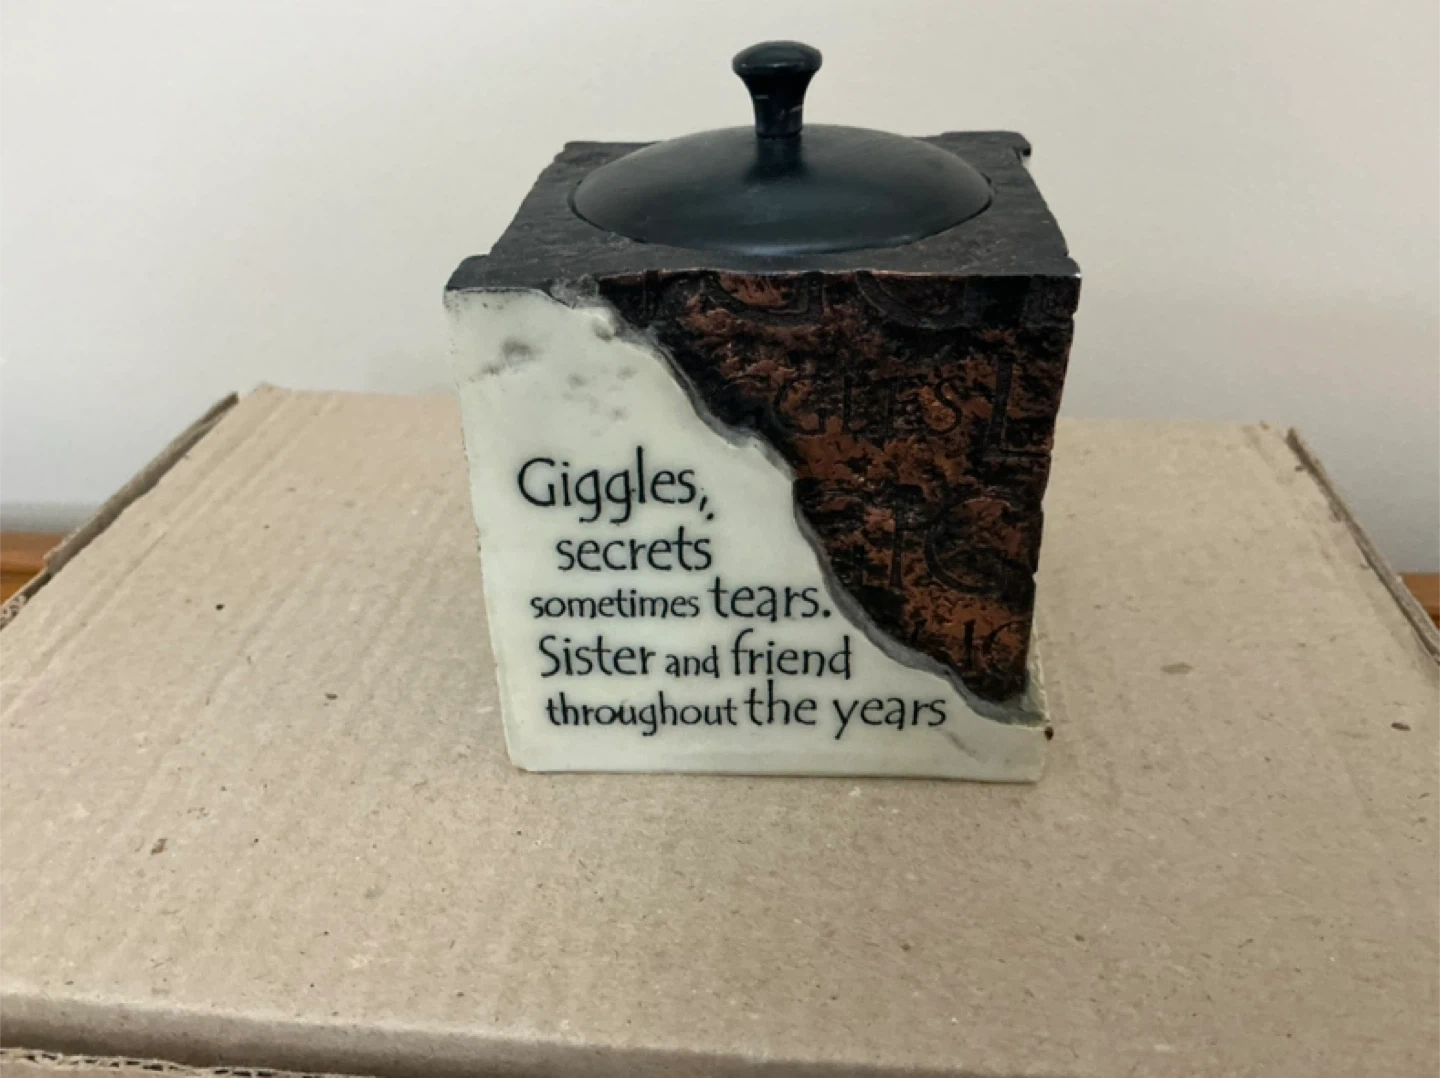 Giggles,
secrets
sometimes tears.
Sister and friend
throughout the years